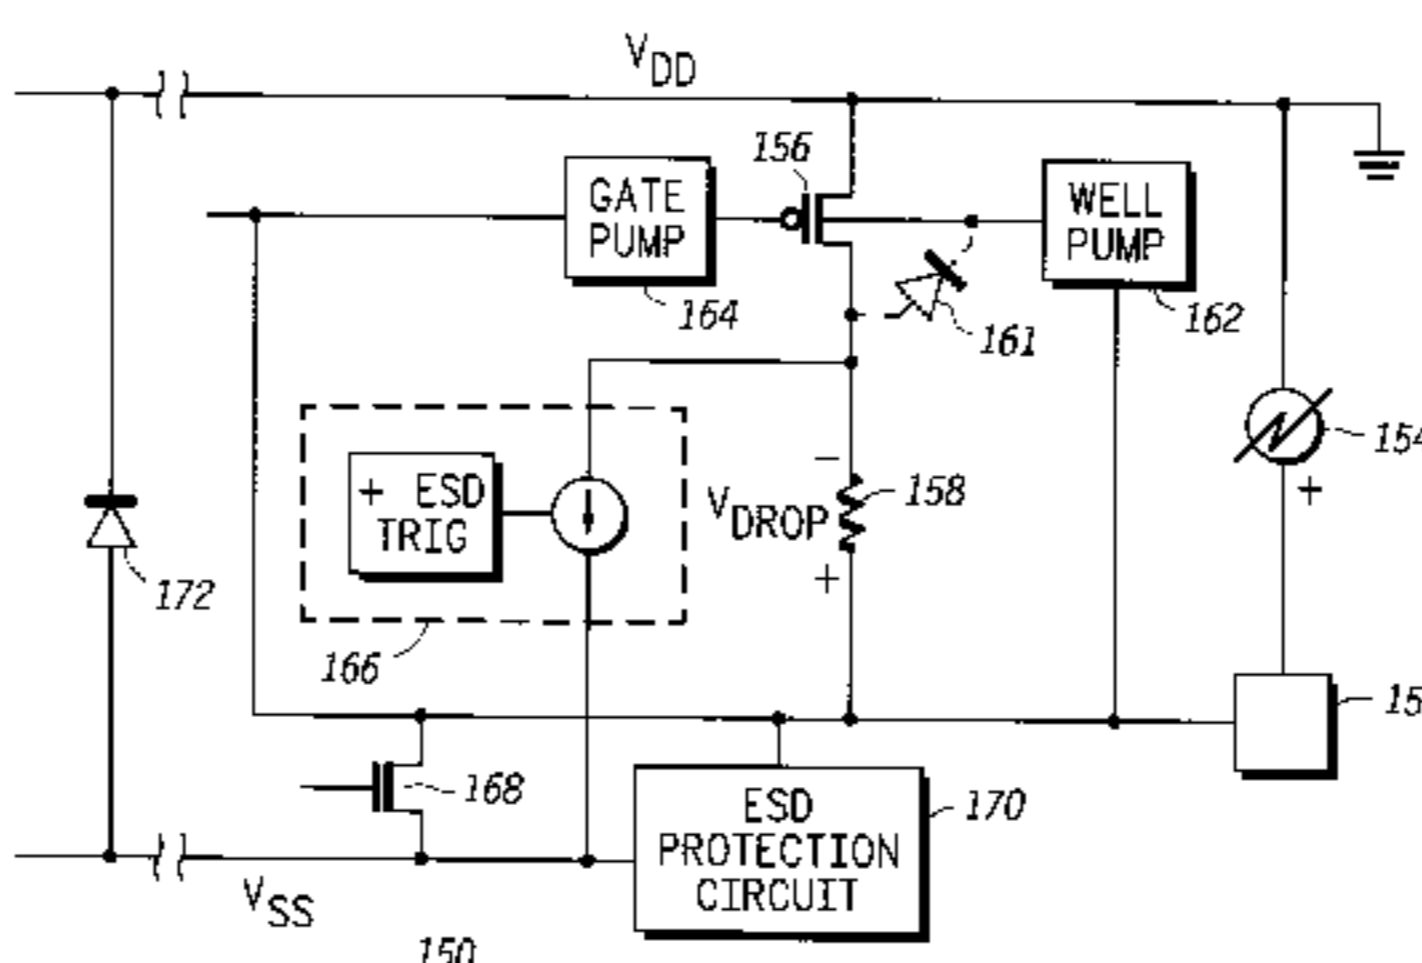 VDD
156
GATE
PUMP
WELL
PUMP
164
161
162
+ ESD
TRIG
−
VDROP
158
+
154
+
172
166
168
15
ESD
PROTECTION
CIRCUIT
170
VSS
150